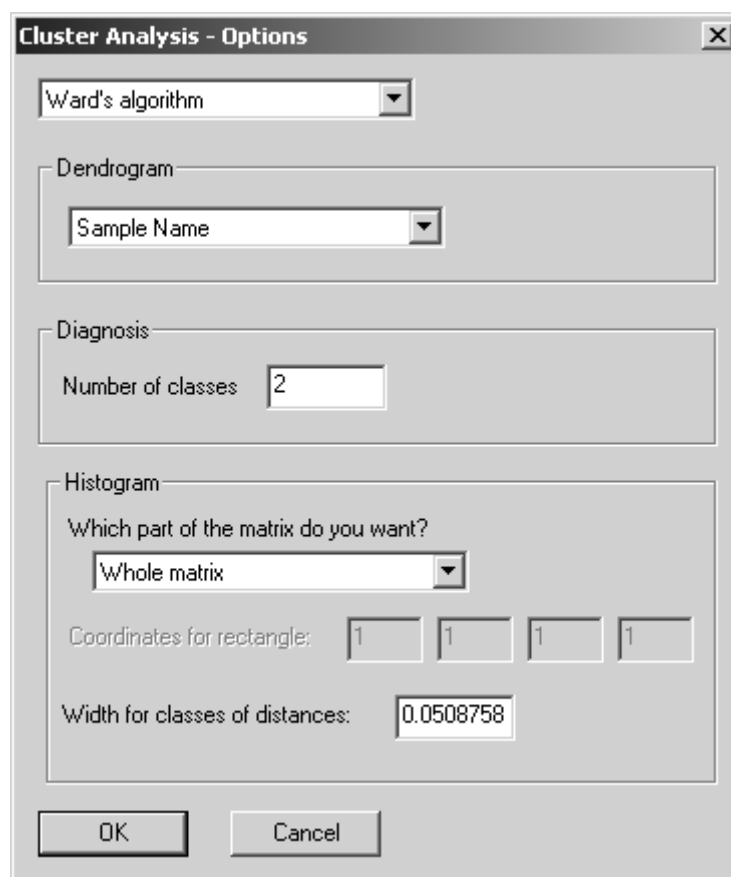 Cluster Analysis - Options
Ward's algorithm
Dendrogram
Sample Name
Diagnosis
Number of classes 2
Histogram
Which part of the matrix do you want?
Whole matrix
Coordinates for rectangle: 1 1 1 1
Width for classes of distances: 0.0508758
OK Cancel